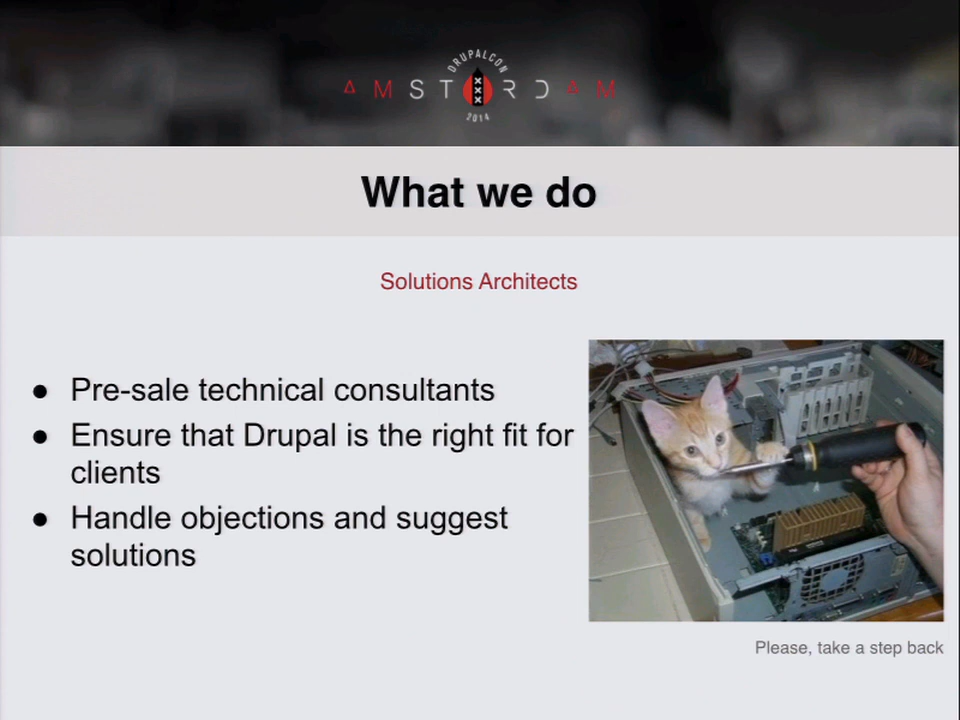 DRUPALCON
AMSTERDAM
2014
What we do
Solutions Architects
● Pre-sale technical consultants
● Ensure that Drupal is the right fit for
clients
● Handle objections and suggest
solutions
Please, take a step back